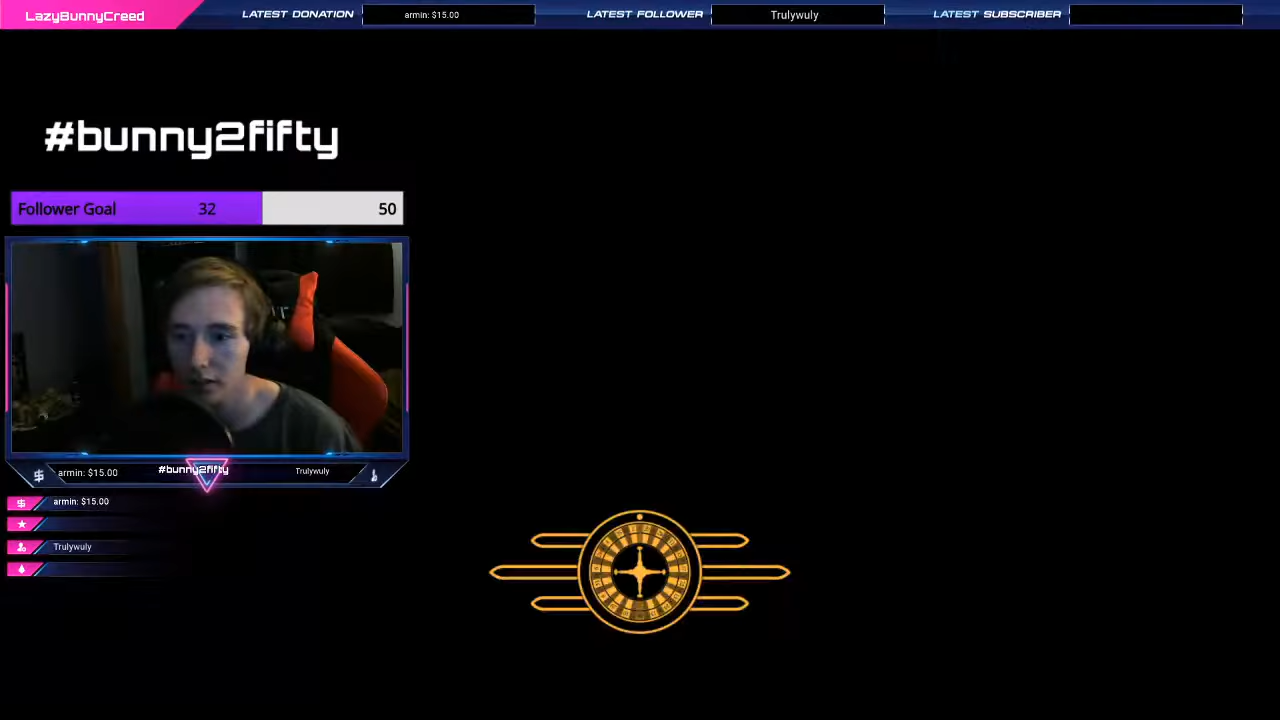 LazyBunnyCreed
LATEST DONATION
armin: $15.00
LATEST FOLLOWER
Trulywuly
LATEST SUBSCRIBER
#bunny2fifty
Follower Goal 32 50
armin: $15.00
#bunny2fifty
Trulywuly
armin: $15.00
Trulywuly